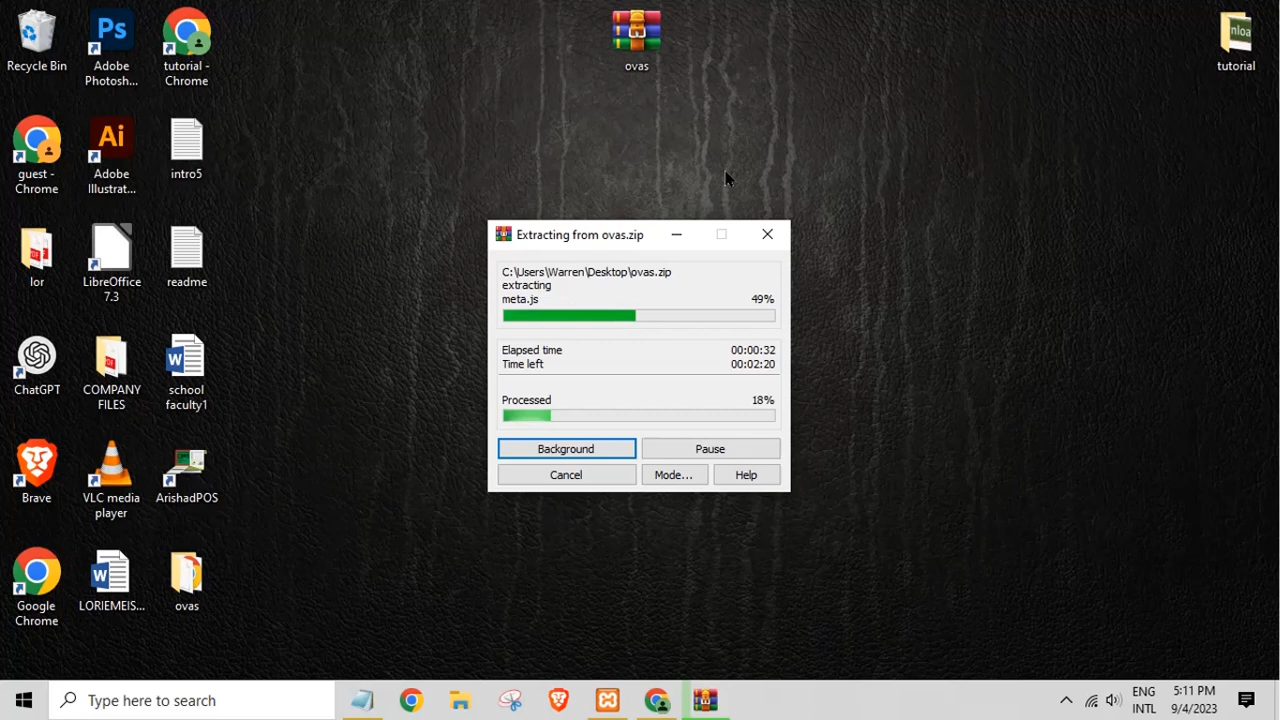 Recycle Bin
Ps
Adobe
Photosh...
tutorial -
Chrome
ovas
nloa
tutorial
guest -
Chrome
Ai
Adobe
Illustrat...
intro5
lor
LibreOffice
7.3
readme
ChatGPT
COMPANY
FILES
W
school
faculty1
Brave
VLC media
player
ArishadPOS
Google
Chrome
W
LORIEMEIS...
ovas
Extracting from ovas.zip
C:\Users\Warren\Desktop\ovas.zip
extracting
meta.js 49%
Elapsed time 00:00:32
Time left 00:02:20
Processed 18%
Background Pause
Cancel Mode... Help
Type here to search
ENG
INTL
5:11 PM
9/4/2023